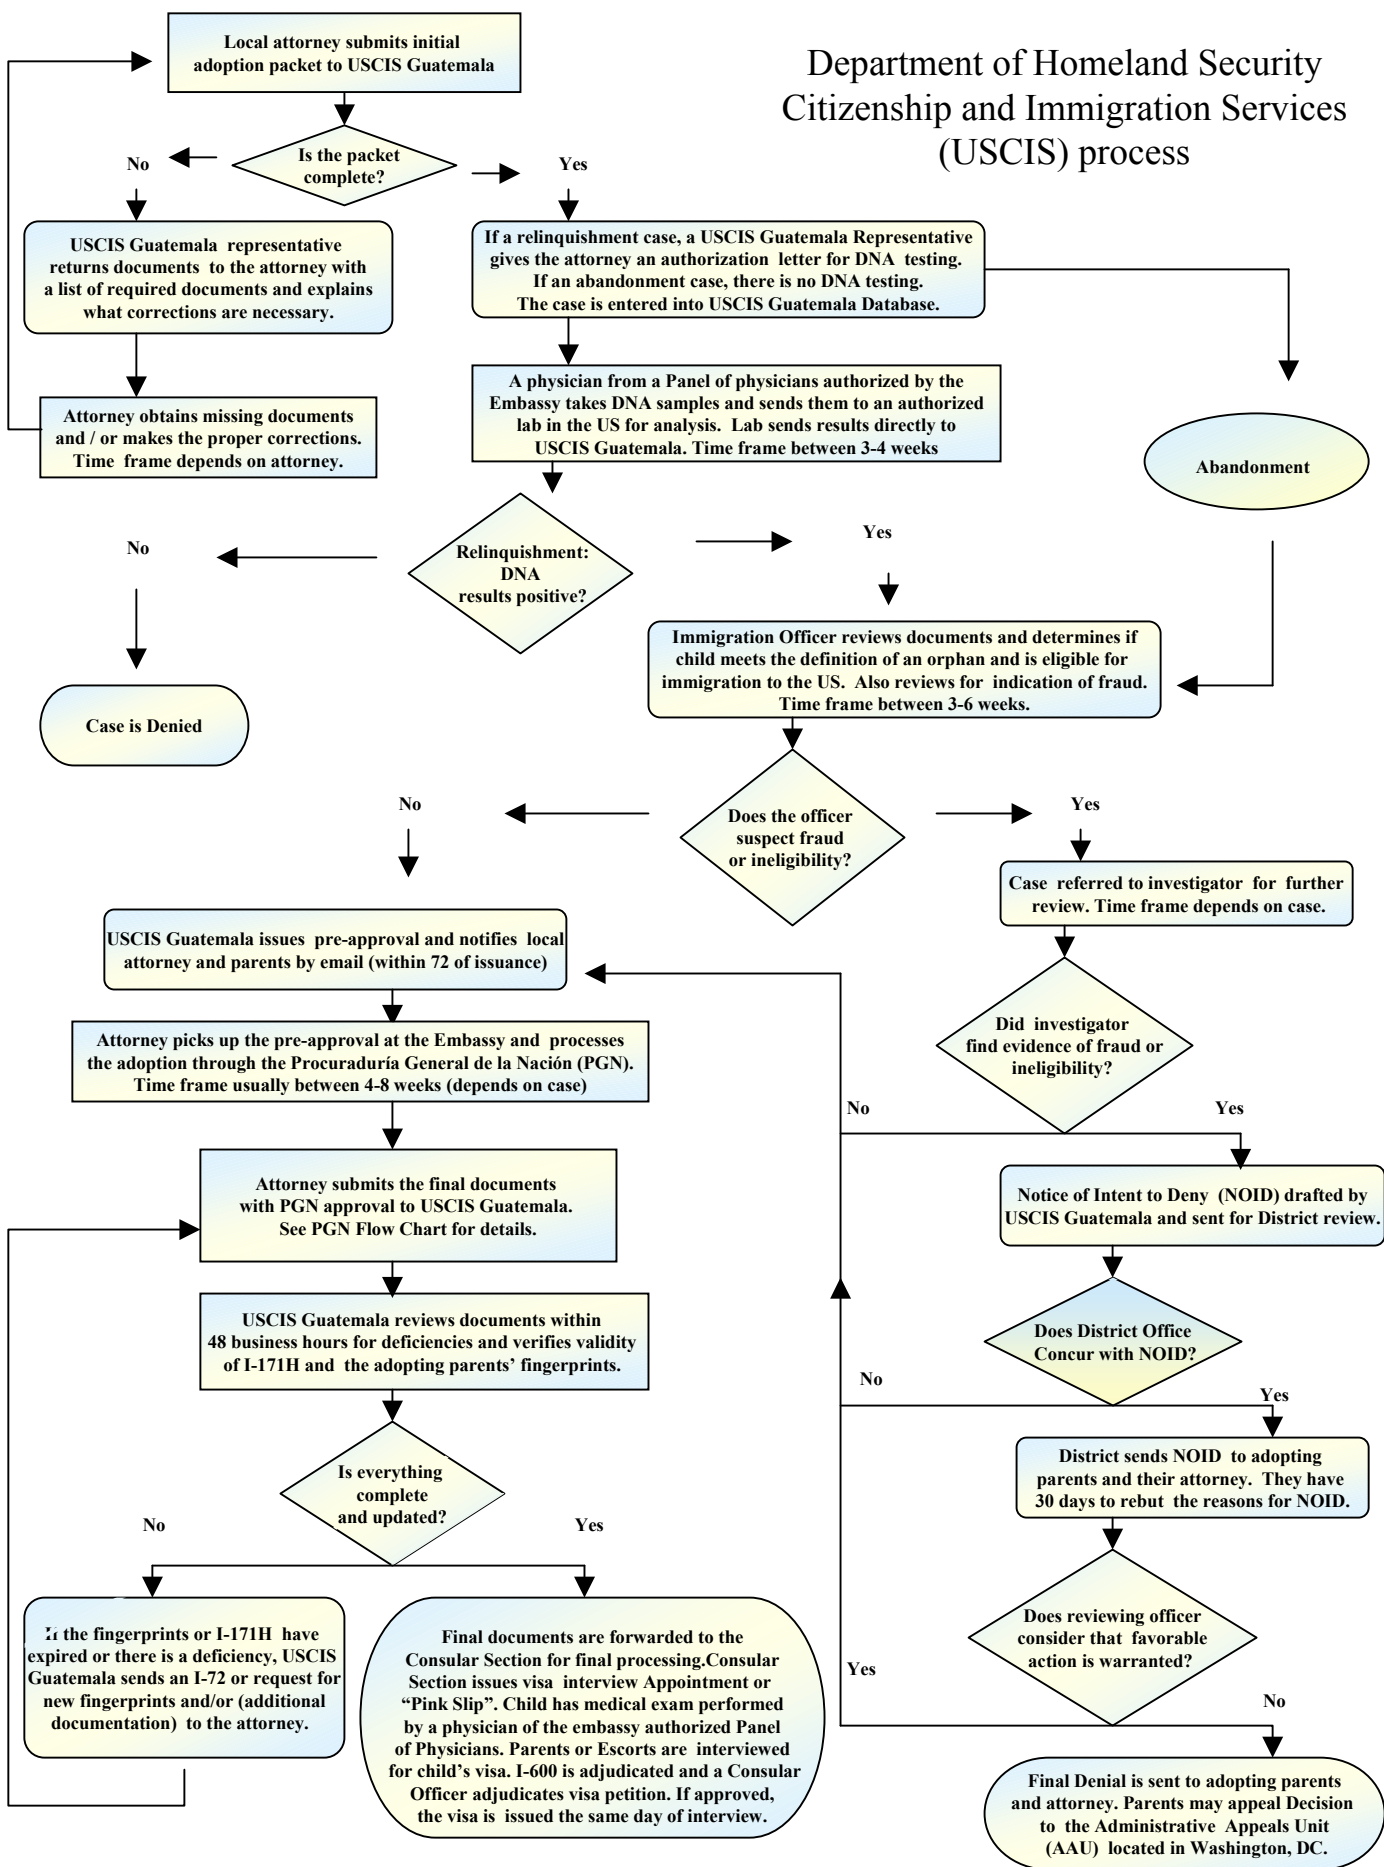 Department of Homeland Security
Citizenship and Immigration Services
(USCIS) process
Local attorney submits initial
adoption packet to USCIS Guatemala
Is the packet
complete?
No
Yes
USCIS Guatemala representative
returns documents to the attorney with
a list of required documents and explains
what corrections are necessary.
If a relinquishment case, a USCIS Guatemala Representative
gives the attorney an authorization letter for DNA testing.
If an abandonment case, there is no DNA testing.
The case is entered into USCIS Guatemala Database.
Attorney obtains missing documents
and / or makes the proper corrections.
Time frame depends on attorney.
A physician from a Panel of physicians authorized by the
Embassy takes DNA samples and sends them to an authorized
lab in the US for analysis. Lab sends results directly to
USCIS Guatemala. Time frame between 3-4 weeks
Abandonment
Relinquishment:
DNA
results positive?
No
Yes
Case is Denied
Immigration Officer reviews documents and determines if
child meets the definition of an orphan and is eligible for
immigration to the US. Also reviews for indication of fraud.
Time frame between 3-6 weeks.
Does the officer
suspect fraud
or ineligibility?
No
Yes
Case referred to investigator for further
review. Time frame depends on case.
USCIS Guatemala issues pre-approval and notifies local
attorney and parents by email (within 72 of issuance)
Did investigator
find evidence of fraud or
ineligibility?
Attorney picks up the pre-approval at the Embassy and processes
the adoption through the Procuraduría General de la Nación (PGN).
Time frame usually between 4-8 weeks (depends on case)
No
Yes
Attorney submits the final documents
with PGN approval to USCIS Guatemala.
See PGN Flow Chart for details.
Notice of Intent to Deny (NOID) drafted by
USCIS Guatemala and sent for District review.
USCIS Guatemala reviews documents within
48 business hours for deficiencies and verifies validity
of I-171H and the adopting parents’ fingerprints.
Does District Office
Concur with NOID?
No
Yes
District sends NOID to adopting
parents and their attorney. They have
30 days to rebut the reasons for NOID.
Is everything
complete
and updated?
No
Yes
If the fingerprints or I-171H have
expired or there is a deficiency, USCIS
Guatemala sends an I-72 or request for
new fingerprints and/or (additional
documentation) to the attorney.
Final documents are forwarded to the
Consular Section for final processing.Consular
Section issues visa interview Appointment or
“Pink Slip”. Child has medical exam performed
by a physician of the embassy authorized Panel
of Physicians. Parents or Escorts are interviewed
for child’s visa. I-600 is adjudicated and a Consular
Officer adjudicates visa petition. If approved,
the visa is issued the same day of interview.
Does reviewing officer
consider that favorable
action is warranted?
Yes
No
Final Denial is sent to adopting parents
and attorney. Parents may appeal Decision
to the Administrative Appeals Unit
(AAU) located in Washington, DC.